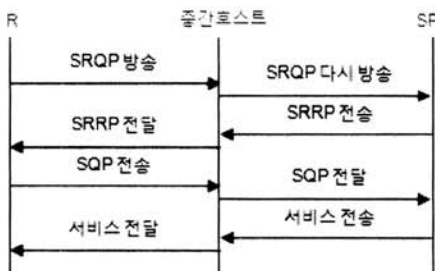 R 중간호스트 SP
SRQP 방송
SRQP 다시 방송
SRRP 전송
SRRP 전달
SQP 전송
SQP 전달
서비스 전송
서비스 전달